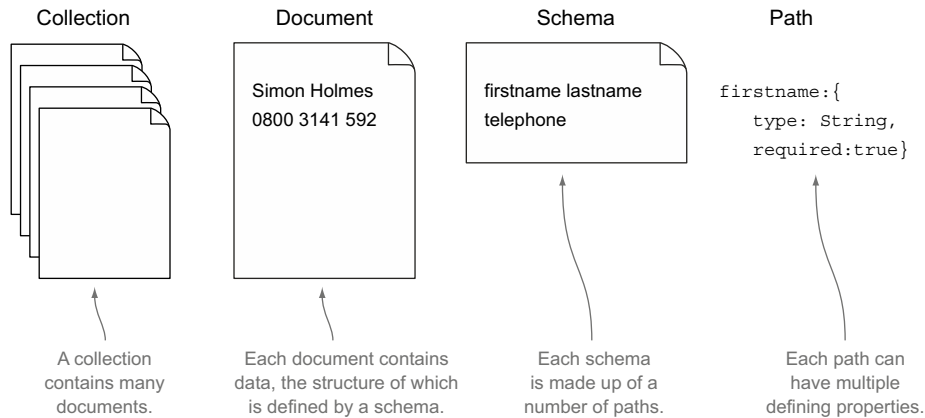 Collection
Document
Schema
Path
Simon Holmes
0800 3141 592
firstname lastname
telephone
firstname:{
type: String,
required:true}
A collection
contains many
documents.
Each document contains
data, the structure of which
is defined by a schema.
Each schema
is made up of a
number of paths.
Each path can
have multiple
defining properties.